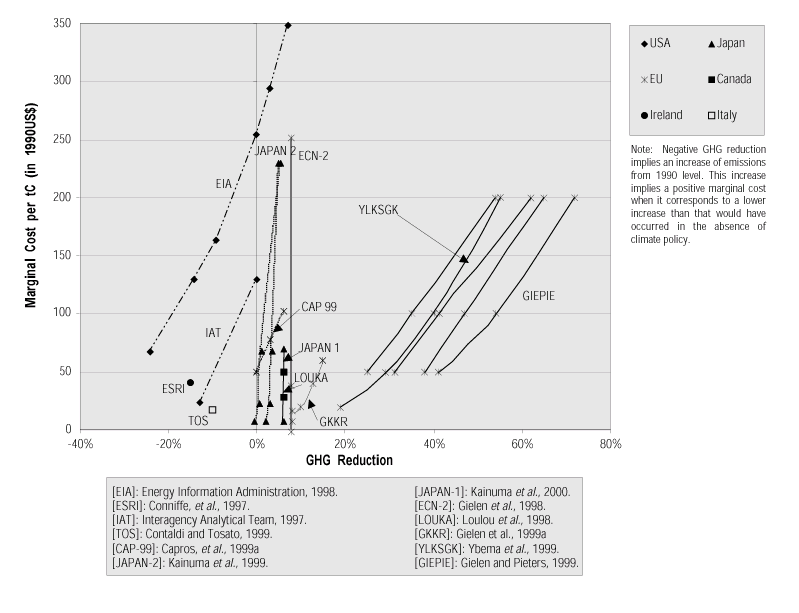 350
300
250
200
150
100
50
0
Marginal Cost per tC (in 1990US$)
-40%
-20%
0%
20%
40%
60%
80%
GHG Reduction
EIA
JAPAN 2
ECN-2
YLKSGK
GIEPIE
CAP 99
IAT
JAPAN 1
LOUKA
ESRI
TOS
GKKR
USA
Japan
EU
Canada
Ireland
Italy
Note: Negative GHG reduction
implies an increase of emissions
from 1990 level. This increase
implies a positive marginal cost
when it corresponds to a lower
increase than that would have
occurred in the absence of
climate policy.
[EIA]: Energy Information Administration, 1998.
[ESRI]: Conniffe, et al., 1997.
[IAT]: Interagency Analytical Team, 1997.
[TOS]: Contaldi and Tosato, 1999.
[CAP-99]: Capros, et al., 1999a
[JAPAN-2]: Kainuma et al., 1999.
[JAPAN-1]: Kainuma et al., 2000.
[ECN-2]: Gielen et al., 1998.
[LOUKA]: Loulou et al., 1998.
[GKKR]: Gielen et al., 1999a
[YLKSGK]: Ybema et al., 1999.
[GIEPIE]: Gielen and Pieters, 1999.